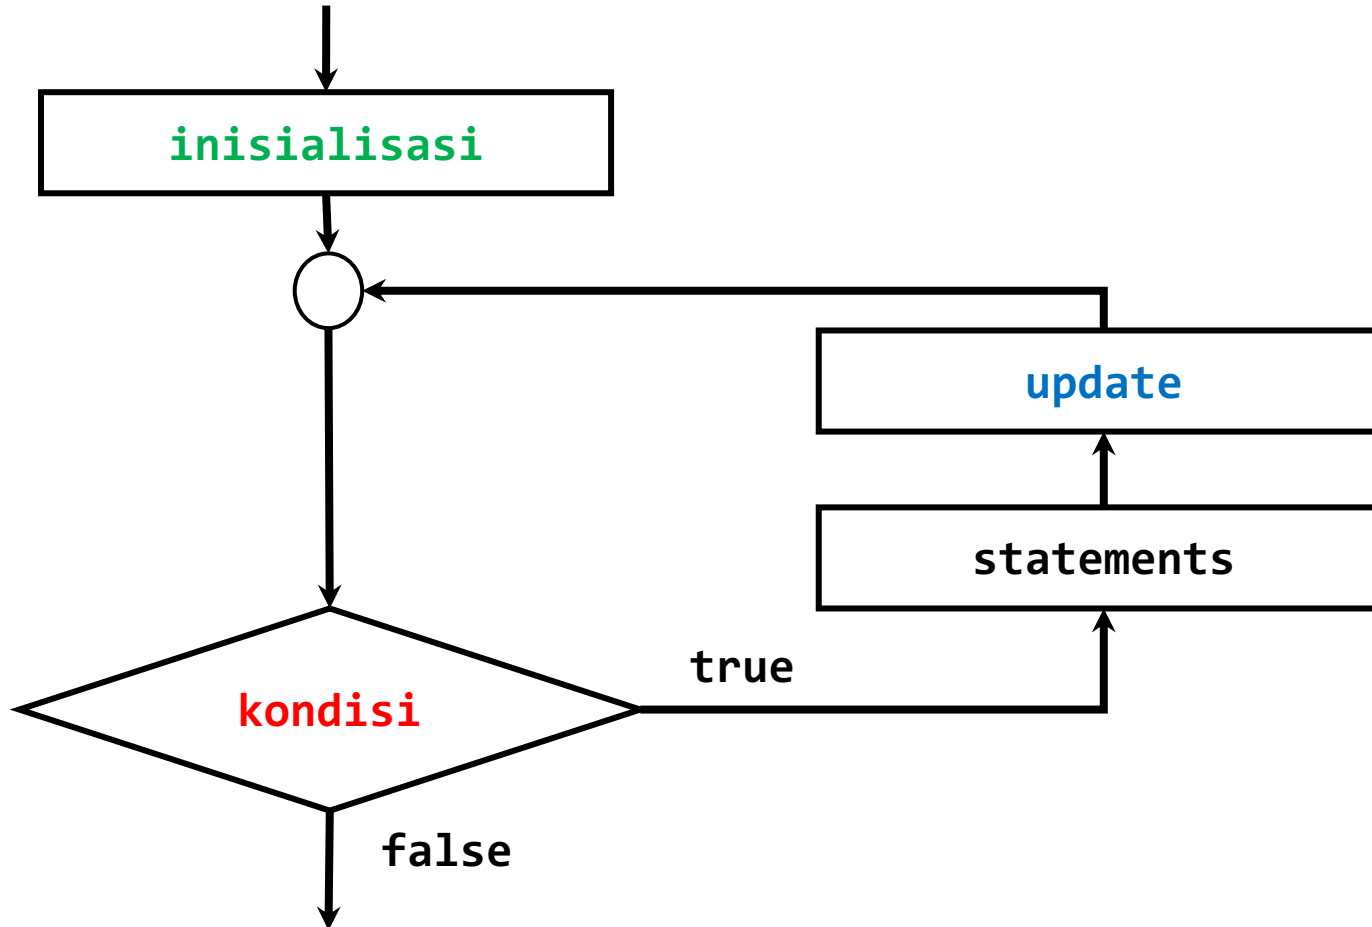 inisialisasi
update
statements
true
kondisi
false